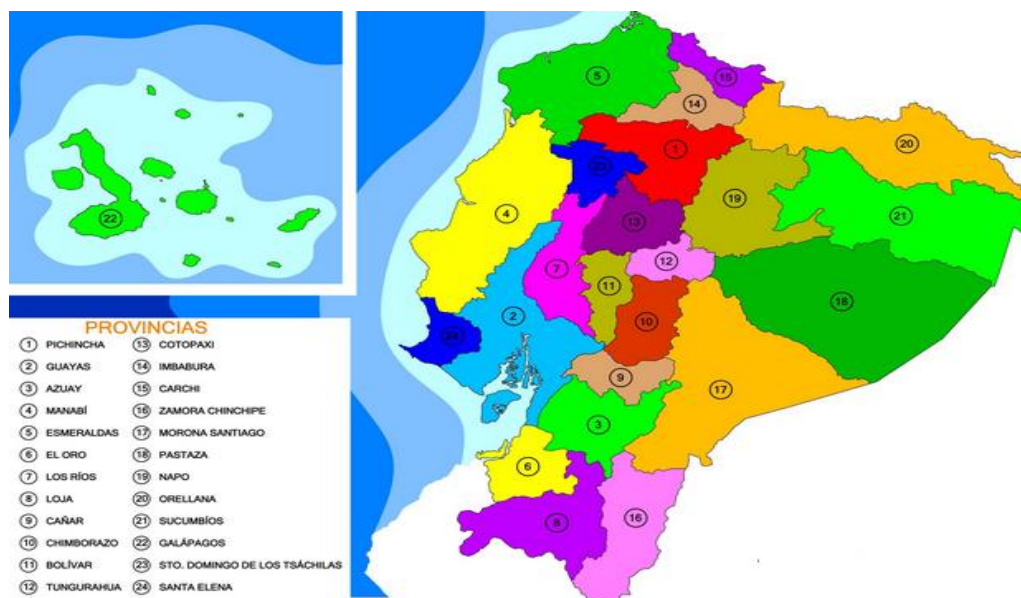 5
15
14
20
1
23
19
21
22
4
13
7
12
11
18
2
10
24
9
17
3
6
16
8
PROVINCIAS
1 PICHINCHA
2 GUAYAS
3 AZUAY
4 MANABÍ
5 ESMERALDAS
6 EL ORO
7 LOS RÍOS
8 LOJA
9 CAÑAR
10 CHIMBORAZO
11 BOLÍVAR
12 TUNGURAHUA
13 COTOPAXI
14 IMBABURA
15 CARCHI
16 ZAMORA CHINCHIPE
17 MORONA SANTIAGO
18 PASTAZA
19 NAPO
20 ORELLANA
21 SUCUMBÍOS
22 GALÁPAGOS
23 STO. DOMINGO DE LOS TSÁCHILAS
24 SANTA ELENA